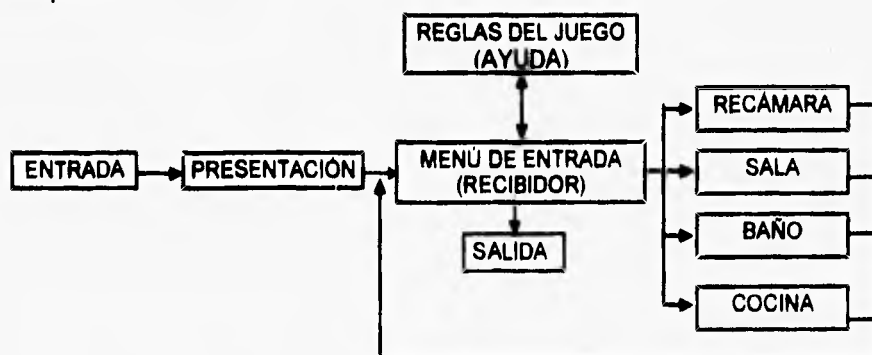 REGLAS DEL JUEGO
(AYUDA)
RECÁMARA
ENTRADA
PRESENTACIÓN
MENÚ DE ENTRADA
(RECIBIDOR)
SALA
BAÑO
SALIDA
COCINA